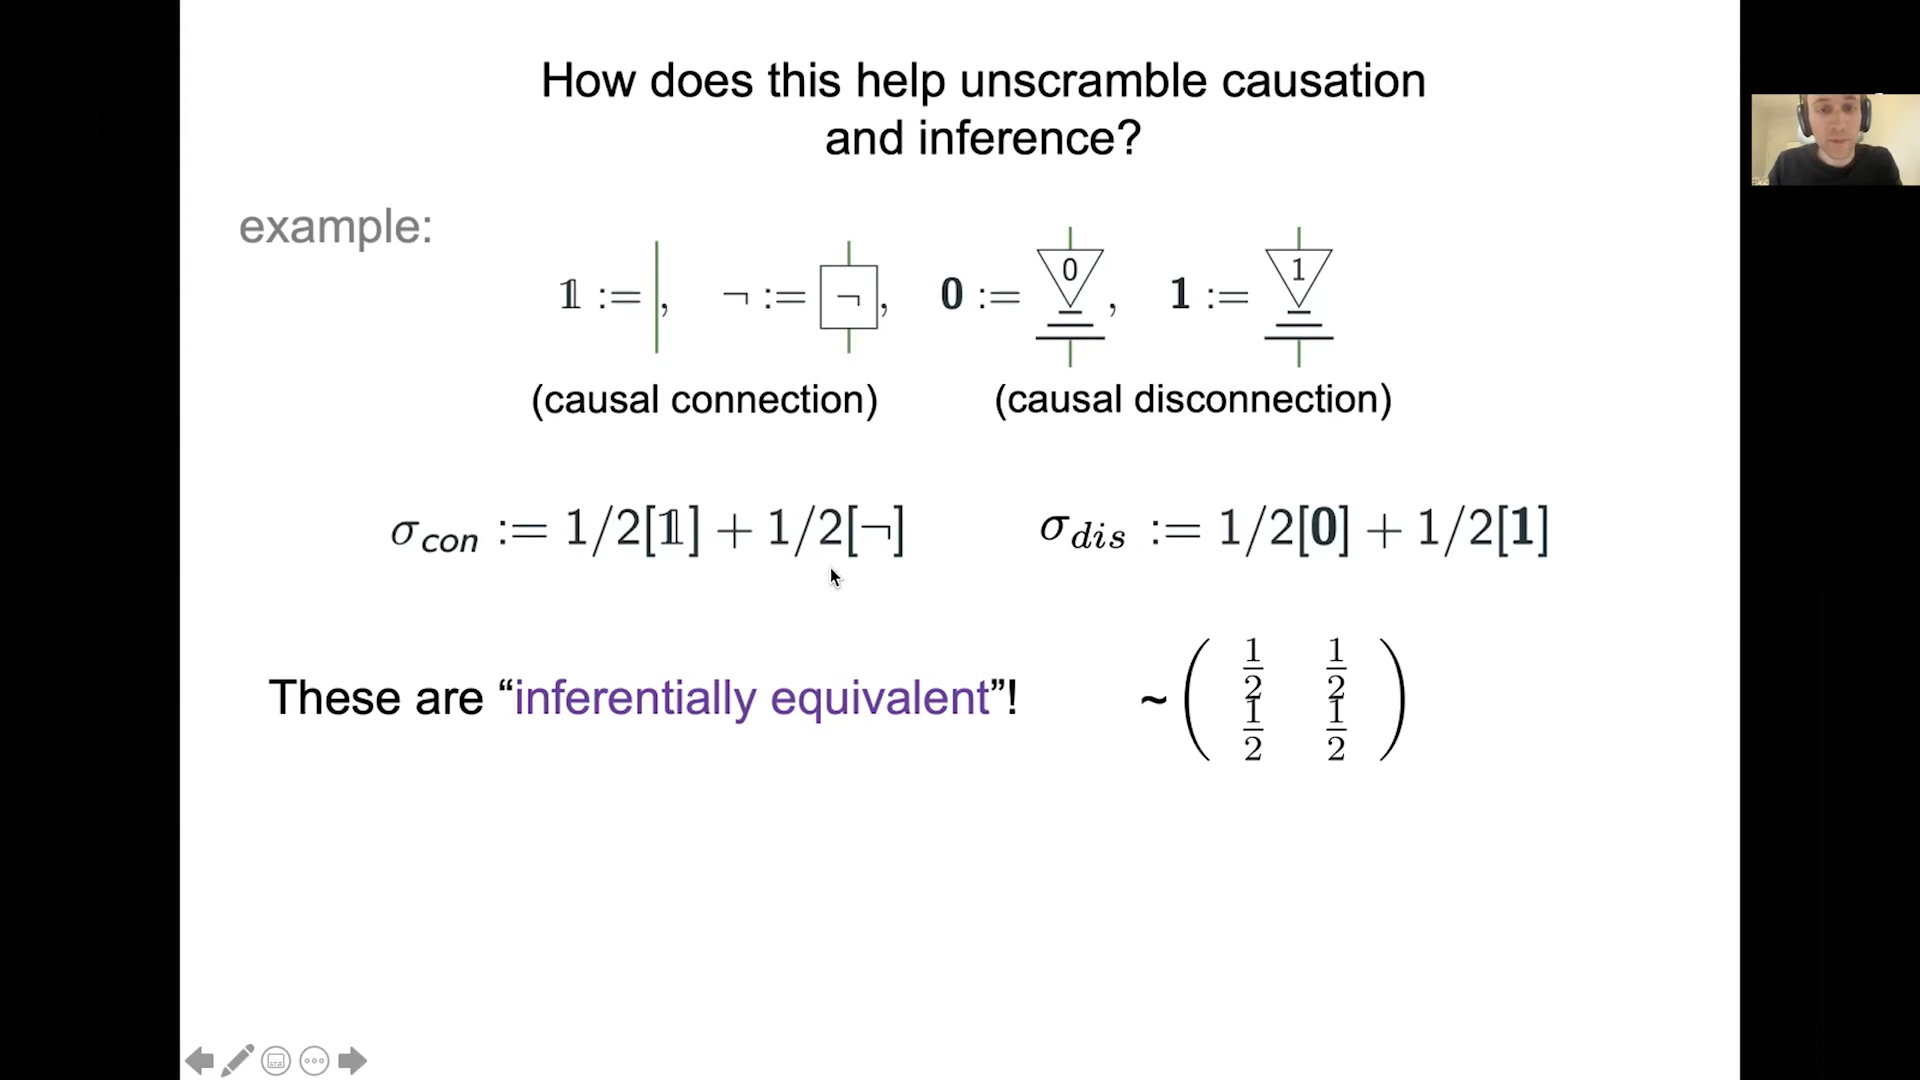 How does this help unscramble causation
and inference?
example:
𝟙 := |, ¬ := ¬, 𝟎 := 0, 𝟏 := 1
(causal connection) (causal disconnection)
σ_con := 1/2[𝟙] + 1/2[¬] σ_dis := 1/2[𝟎] + 1/2[𝟏]
These are “inferentially equivalent”! ~ ( 1/2 1/2
1/2 1/2 )